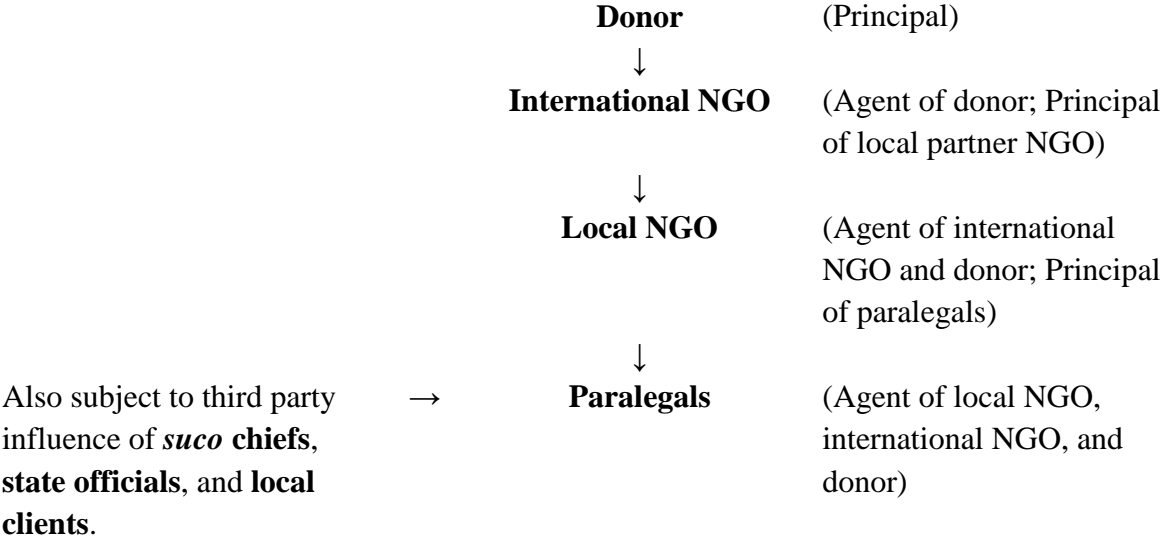 Donor (Principal)
↓
International NGO (Agent of donor; Principal
of local partner NGO)
↓
Local NGO (Agent of international
NGO and donor; Principal
of paralegals)
↓
Also subject to third party → Paralegals (Agent of local NGO,
influence of suco chiefs, international NGO, and
state officials, and local donor)
clients.